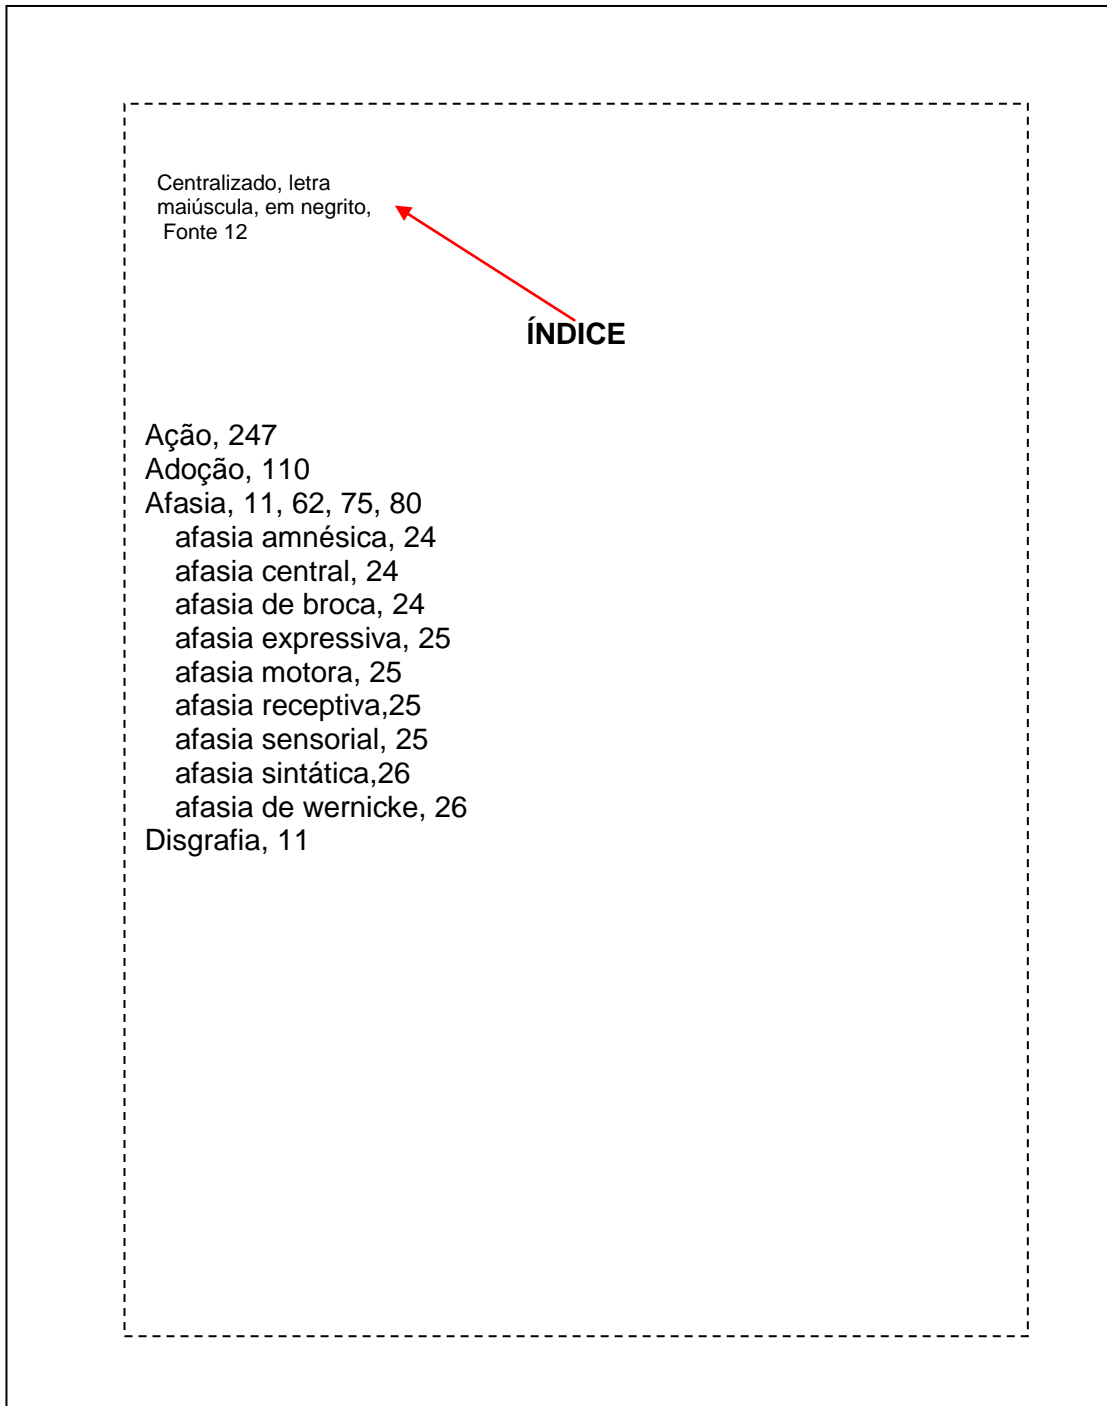 Centralizado, letra
maiúscula, em negrito,
Fonte 12
ÍNDICE
Ação, 247
Adoção, 110
Afasia, 11, 62, 75, 80
afasia amnésica, 24
afasia central, 24
afasia de broca, 24
afasia expressiva, 25
afasia motora, 25
afasia receptiva,25
afasia sensorial, 25
afasia sintática,26
afasia de wernicke, 26
Disgrafia, 11